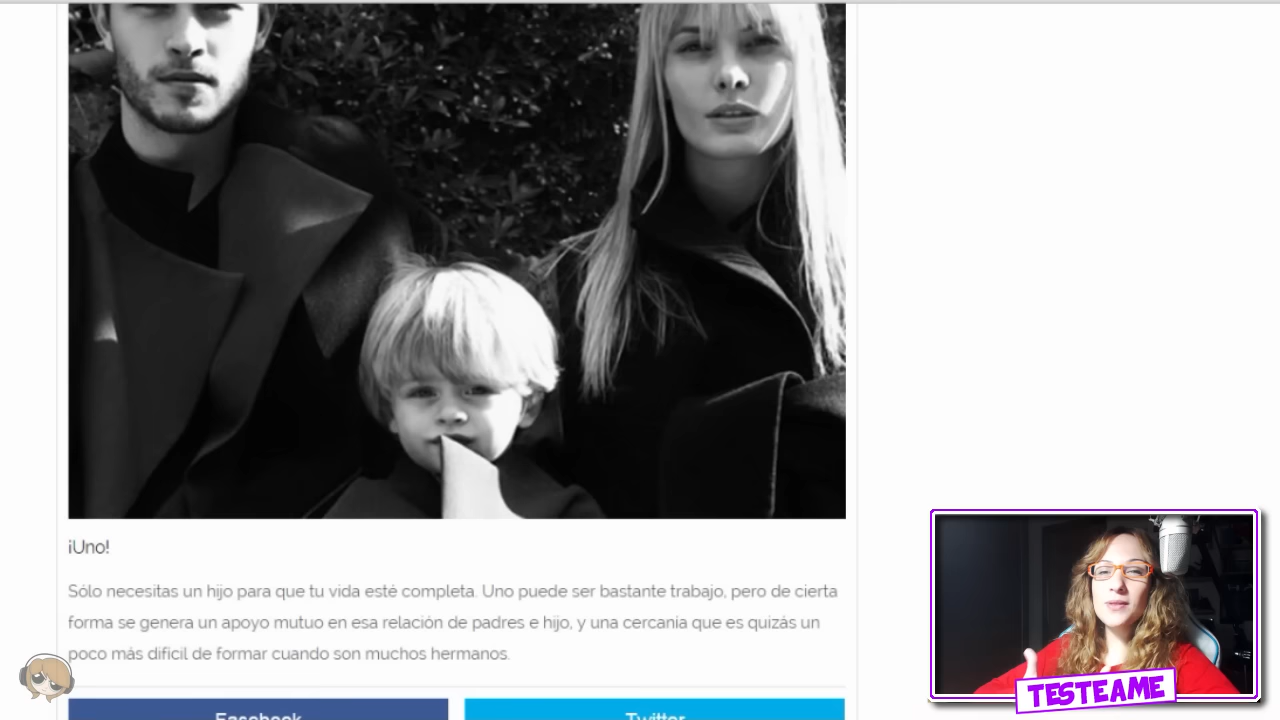 ¡Uno!
Sólo necesitas un hijo para que tu vida esté completa. Uno puede ser bastante trabajo, pero de cierta
forma se genera un apoyo mutuo en esa relación de padres e hijo, y una cercanía que es quizás un
poco más difícil de formar cuando son muchos hermanos.
Facebook
Twitter
TESTEAME